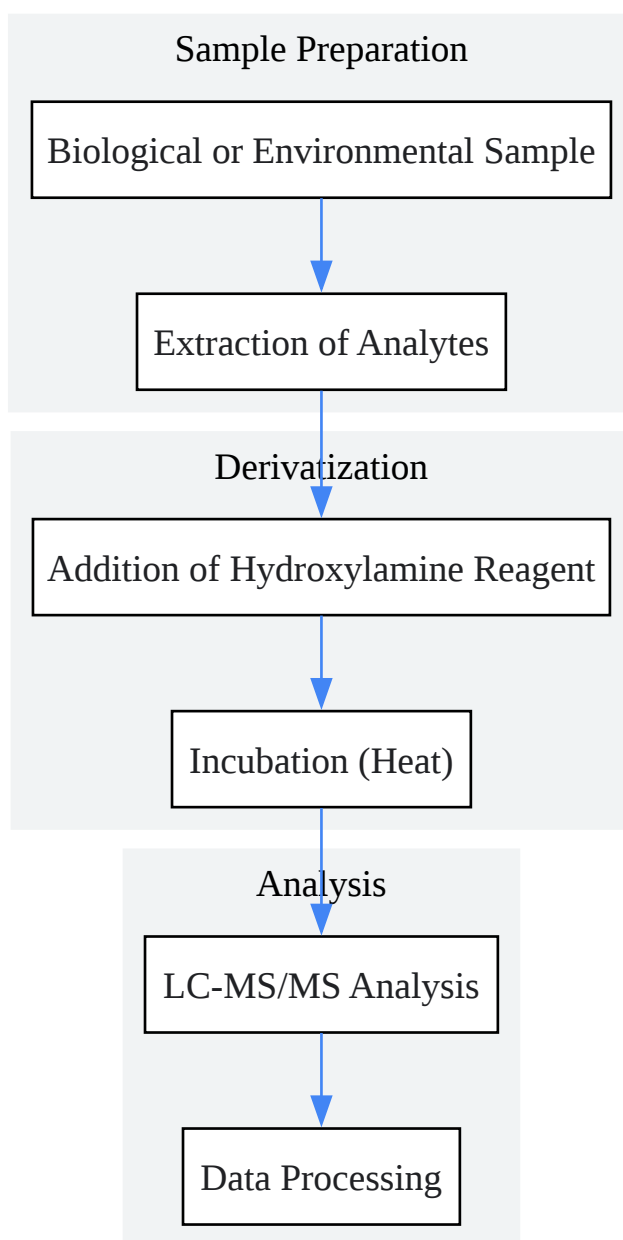 Sample Preparation
Biological or Environmental Sample
Extraction of Analytes
Derivatization
Addition of Hydroxylamine Reagent
Incubation (Heat)
Analysis
LC-MS/MS Analysis
Data Processing